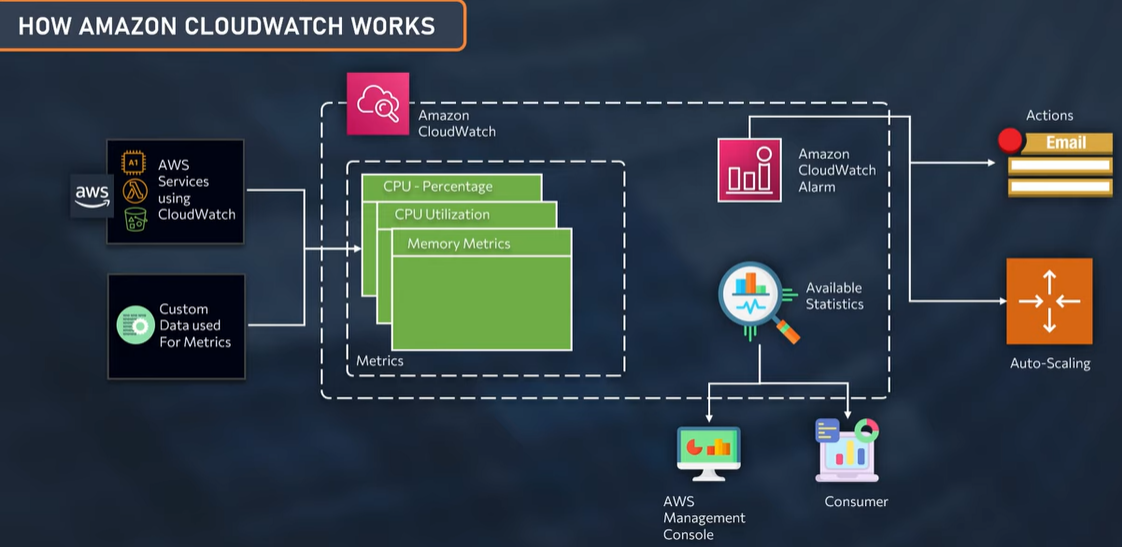 HOW AMAZON CLOUDWATCH WORKS
Amazon
CloudWatch
aws
A1
AWS
Services
using
CloudWatch
Custom
Data used
For Metrics
CPU - Percentage
CPU Utilization
Memory Metrics
Metrics
Amazon
CloudWatch
Alarm
Available
Statistics
Actions
Email
Auto-Scaling
AWS
Management
Console
Consumer